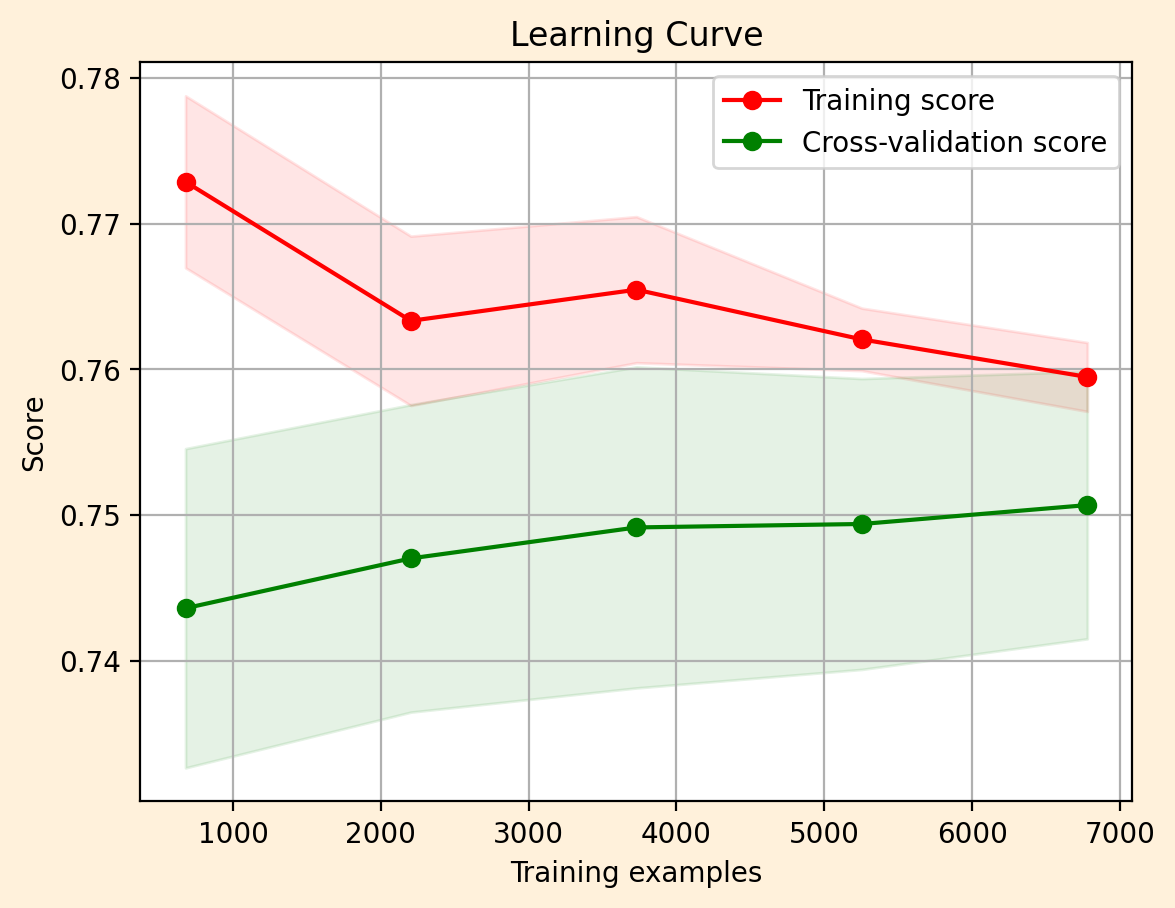 Learning Curve
0.78
0.77
0.76
0.75
0.74
Score
Training score
Cross-validation score
1000 2000 3000 4000 5000 6000 7000
Training examples